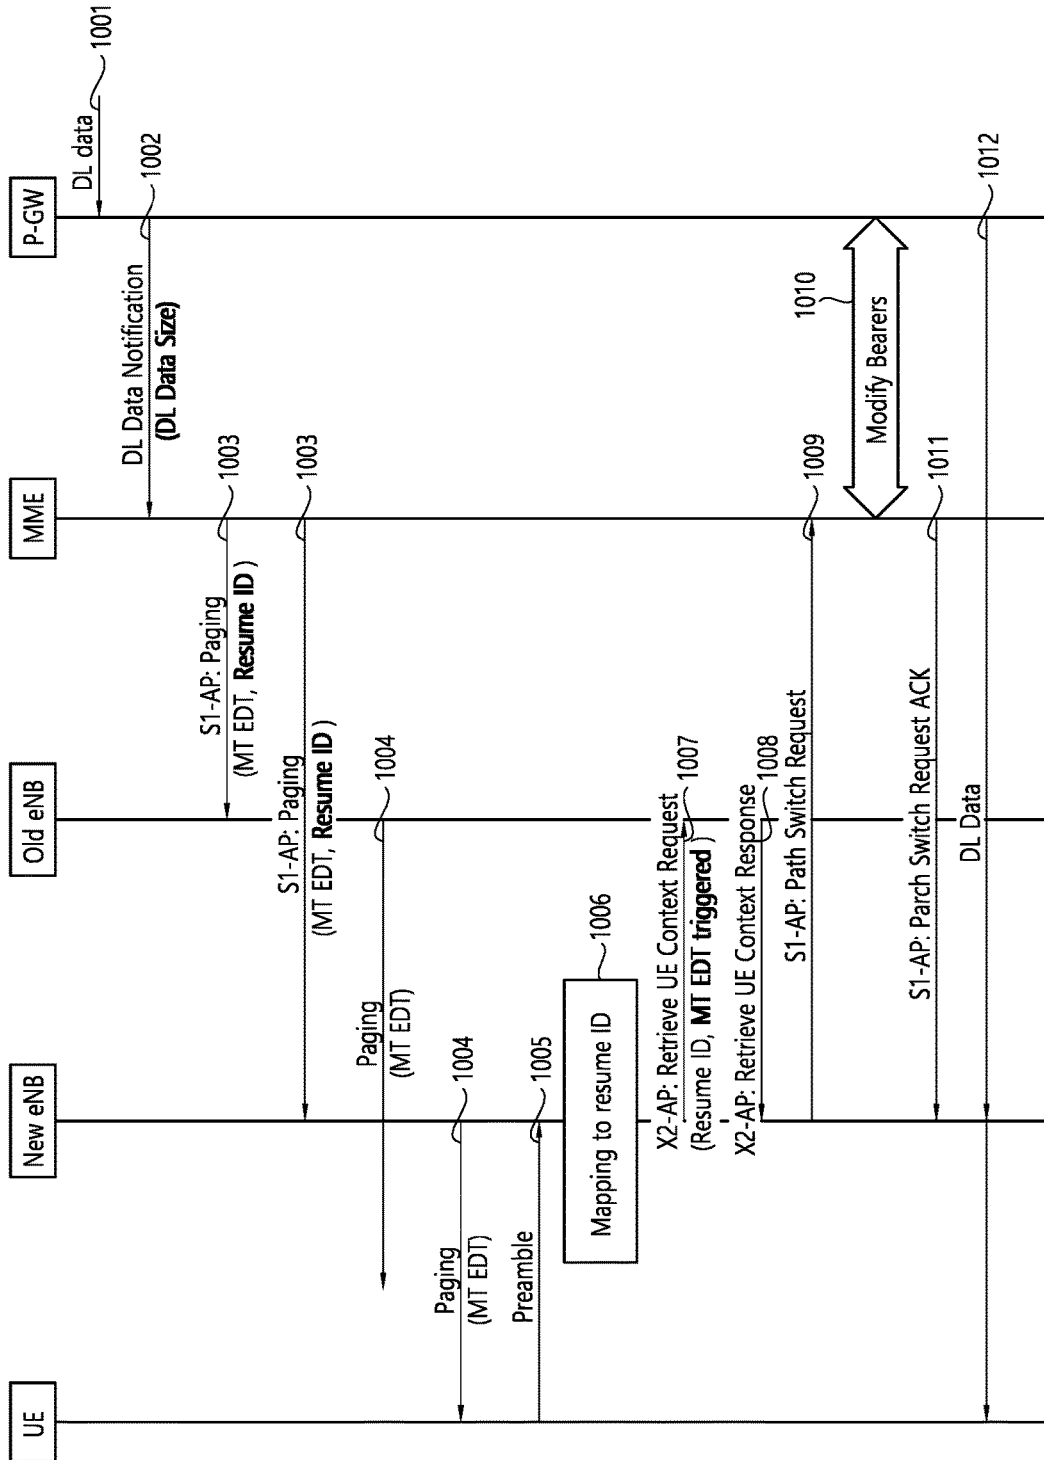 UE
New eNB
Old eNB
MME
P-GW
DL data
1001
DL Data Notification
(DL Data Size)
1002
S1-AP: Paging
(MT EDT, Resume ID )
1003
S1-AP: Paging
(MT EDT, Resume ID )
1003
Paging
(MT EDT)
1004
Paging
(MT EDT)
1004
Preamble
1005
Mapping to resume ID
1006
X2-AP: Retrieve UE Context Request
(Resume ID, MT EDT triggered )
1007
X2-AP: Retrieve UE Context Response
1008
S1-AP: Path Switch Request
1009
Modify Bearers
1010
S1-AP: Parch Switch Request ACK
1011
DL Data
1012